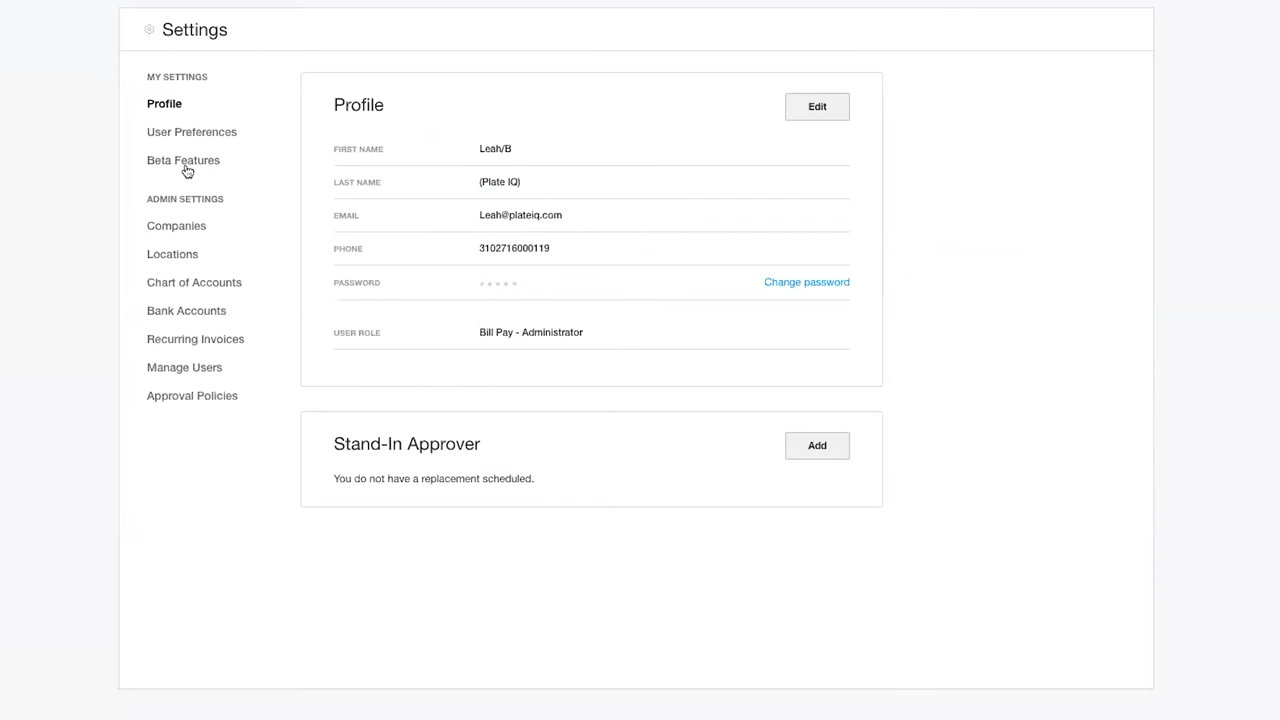 Settings
MY SETTINGS
Profile
User Preferences
Beta Features
ADMIN SETTINGS
Companies
Locations
Chart of Accounts
Bank Accounts
Recurring Invoices
Manage Users
Approval Policies
Profile
Edit
FIRST NAME Leah/B
LAST NAME (Plate IQ)
EMAIL Leah@plateiq.com
PHONE 3102716000119
PASSWORD ***** Change password
USER ROLE Bill Pay - Administrator
Stand-In Approver
Add
You do not have a replacement scheduled.